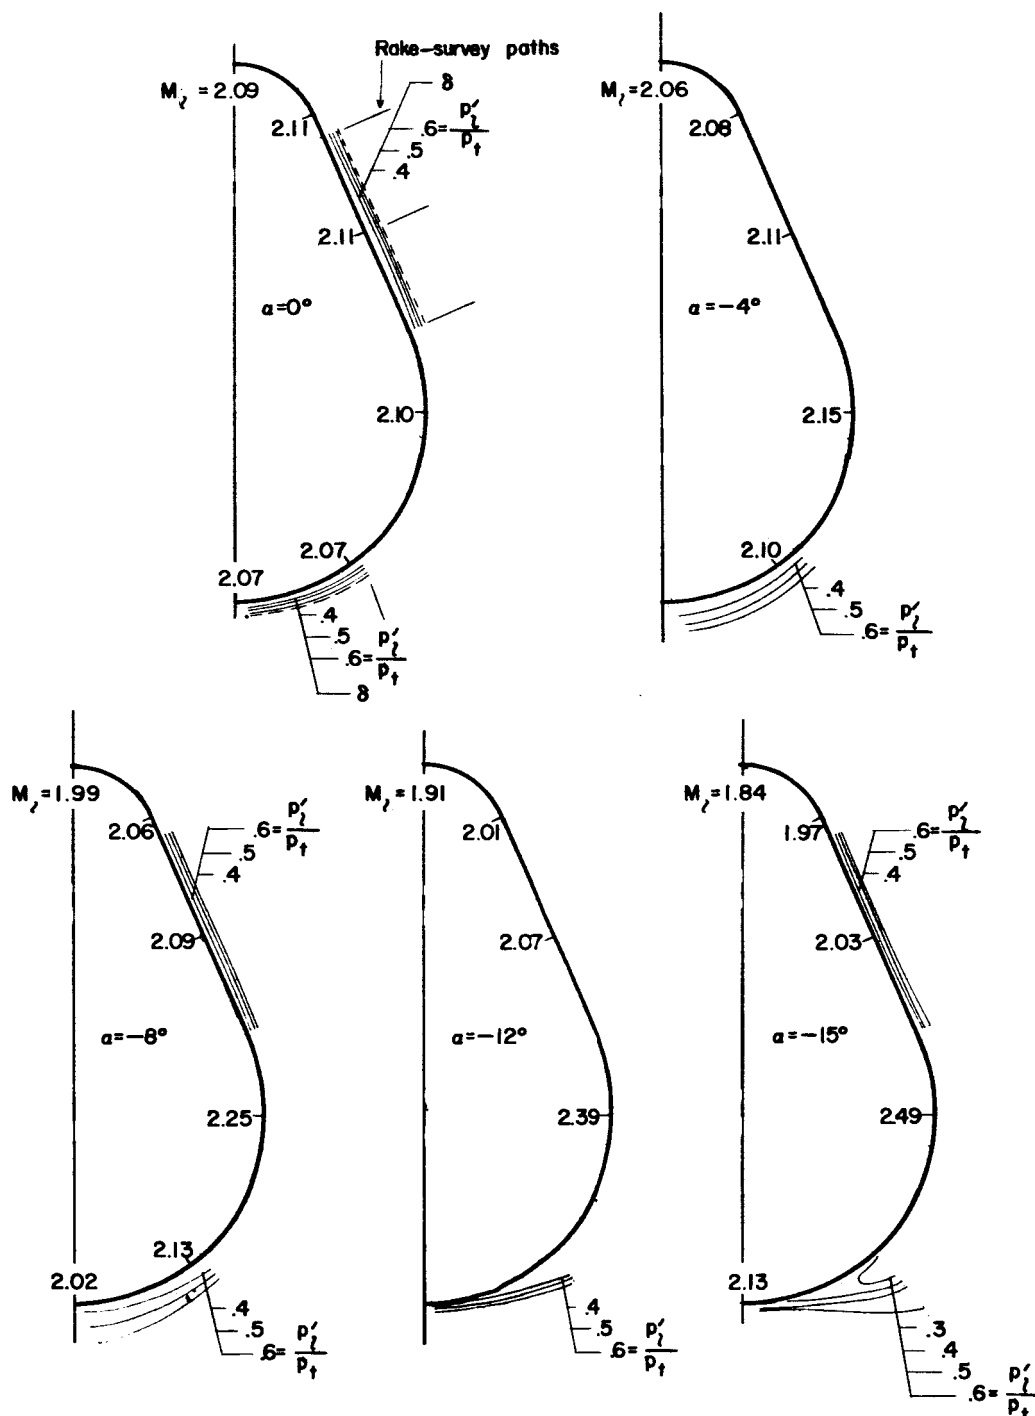 Rake-survey paths
M_l = 2.09
δ
2.11
.6 = p'_l / p_t
.5
.4
2.11
α = 0°
2.10
2.07
2.07
.4
.5
.6 = p'_l / p_t
δ
M_l = 2.06
2.08
2.11
α = −4°
2.15
2.10
.4
.5
.6 = p'_l / p_t
M_l = 1.99
2.06
.6 = p'_l / p_t
.5
.4
2.09
α = −8°
2.25
2.13
2.02
.4
.5
.6 = p'_l / p_t
M_l = 1.91
2.01
2.07
α = −12°
2.39
.4
.5
.6 = p'_l / p_t
M_l = 1.84
1.97
.6 = p'_l / p_t
.5
.4
2.03
α = −15°
2.49
2.13
.3
.4
.5
.6 = p'_l / p_t